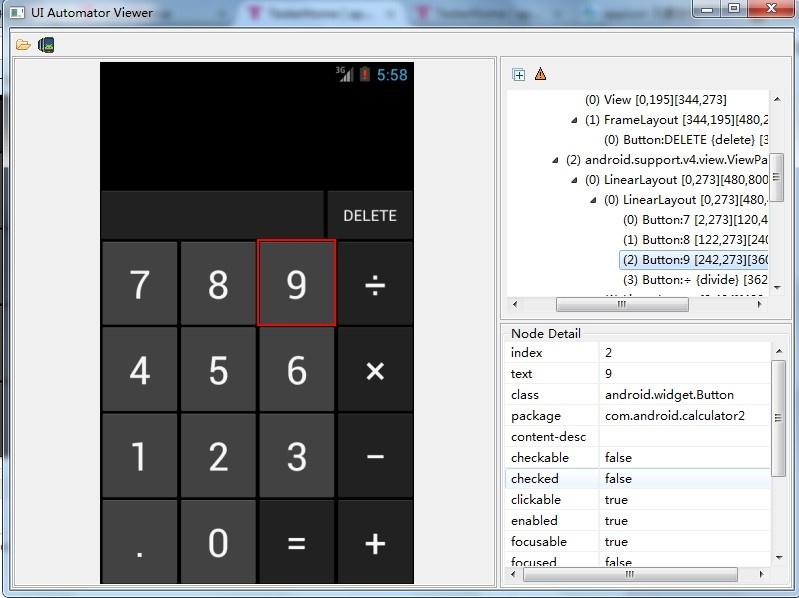 UI Automator Viewer
3G 5:58
DELETE
7 8 9 ÷
4 5 6 ×
1 2 3 −
. 0 = +
(0) View [0,195][344,273]
(1) FrameLayout [344,195][480,2
(0) Button:DELETE {delete} [3
(2) android.support.v4.view.ViewPa
(0) LinearLayout [0,273][480,800
(0) LinearLayout [0,273][480,
(0) Button:7 [2,273][120,4
(1) Button:8 [122,273][240
(2) Button:9 [242,273][360
(3) Button:÷ {divide} [362
Node Detail
index 2
text 9
class android.widget.Button
package com.android.calculator2
content-desc
checkable false
checked false
clickable true
enabled true
focusable true
focused false